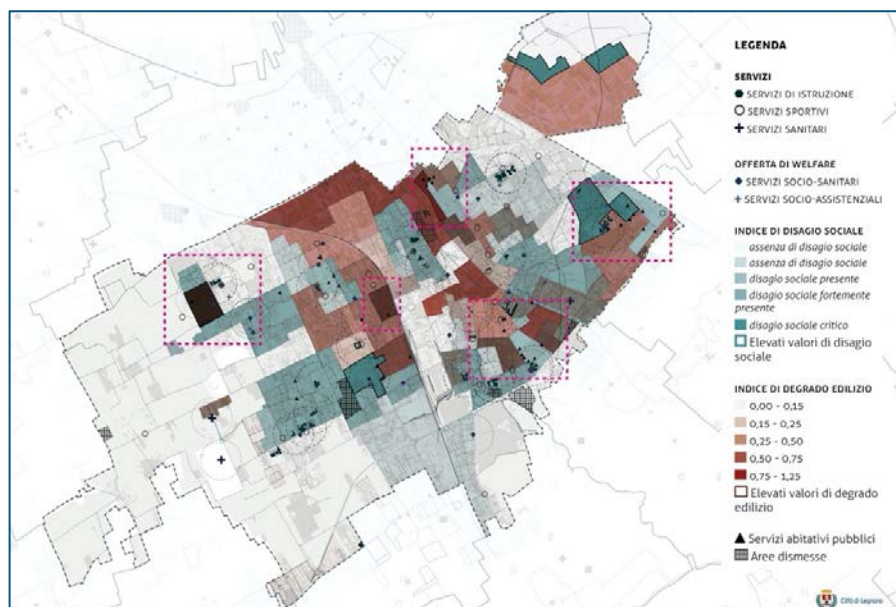 LEGENDA
SERVIZI
SERVIZI DI ISTRUZIONE
SERVIZI SPORTIVI
SERVIZI SANITARI
OFFERTA DI WELFARE
SERVIZI SOCIO-SANITARI
SERVIZI SOCIO-ASSISTENZIALI
INDICE DI DISAGIO SOCIALE
assenza di disagio sociale
assenza di disagio sociale
disagio sociale presente
disagio sociale fortemente
presente
disagio sociale critico
Elevati valori di disagio
sociale
INDICE DI DEGRADO EDILIZIO
0,00 - 0,15
0,15 - 0,25
0,25 - 0,50
0,50 - 0,75
0,75 - 1,25
Elevati valori di degrado
edilizio
Servizi abitativi pubblici
Aree dismesse
Città di Legnano